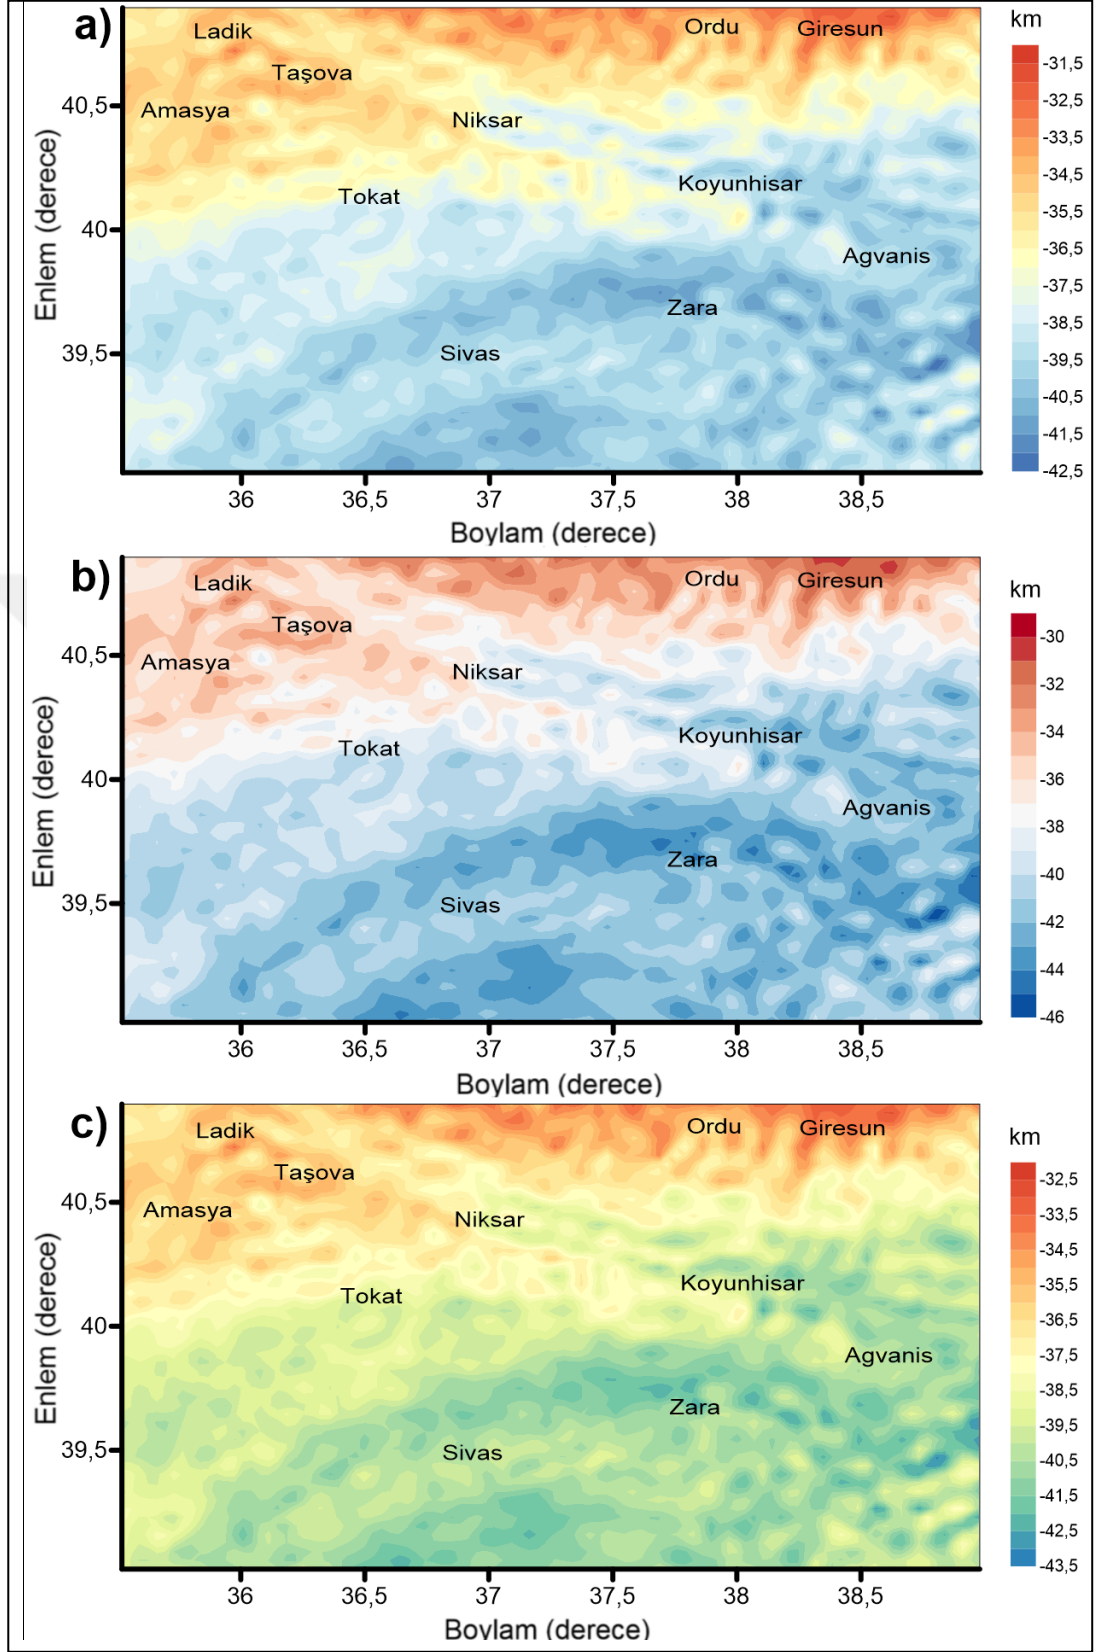 a)
km
Ladik
Ordu
Giresun
Taşova
Amasya
Niksar
Koyunhisar
Tokat
Agvanis
Zara
Sivas
40,5
40
39,5
Enlem (derece)
36
36,5
37
37,5
38
38,5
Boylam (derece)
-31,5
-32,5
-33,5
-34,5
-35,5
-36,5
-37,5
-38,5
-39,5
-40,5
-41,5
-42,5
b)
km
Ladik
Ordu
Giresun
Taşova
Amasya
Niksar
Koyunhisar
Tokat
Agvanis
Zara
Sivas
40,5
40
39,5
Enlem (derece)
36
36,5
37
37,5
38
38,5
Boylam (derece)
-30
-32
-34
-36
-38
-40
-42
-44
-46
c)
km
Ladik
Ordu
Giresun
Taşova
Amasya
Niksar
Koyunhisar
Tokat
Agvanis
Zara
Sivas
40,5
40
39,5
Enlem (derece)
36
36,5
37
37,5
38
38,5
Boylam (derece)
-32,5
-33,5
-34,5
-35,5
-36,5
-37,5
-38,5
-39,5
-40,5
-41,5
-42,5
-43,5